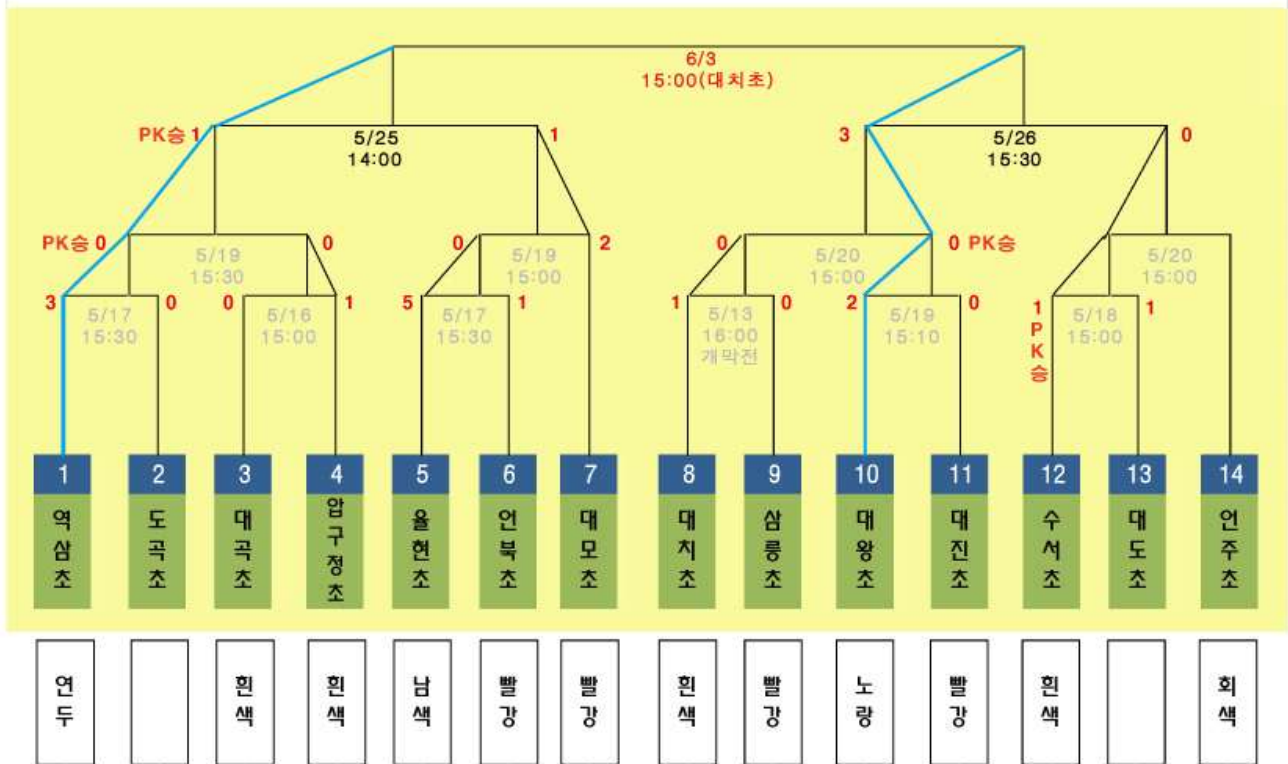 6/3
15:00(대치초)
PK승 1
5/25
14:00
1
3
5/26
15:30
0
PK승 0
5/19
15:30
0
0
5/19
15:00
2
0
5/20
15:00
0 PK승
5/20
15:00
3
5/17
15:30
0
0
5/16
15:00
1
5
5/17
15:30
1
1
5/13
16:00
개막전
0
2
5/19
15:10
0
1
P
K
승
5/18
15:00
1
1
2
3
4
5
6
7
8
9
10
11
12
13
14
역삼초
도곡초
대곡초
압구정초
율현초
언북초
대모초
대치초
삼릉초
대왕초
대진초
수서초
대도초
언주초
연두
흰색
흰색
남색
빨강
빨강
흰색
빨강
노랑
빨강
흰색
회색